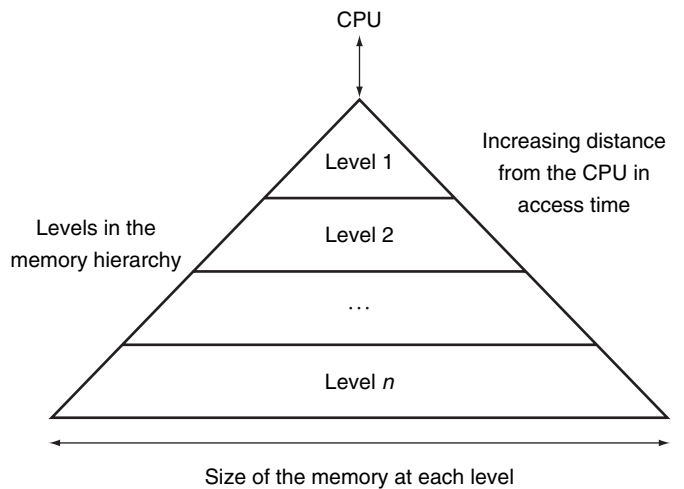 CPU
Level 1
Increasing distance
from the CPU in
access time
Levels in the
memory hierarchy
Level 2
...
Level n
Size of the memory at each level